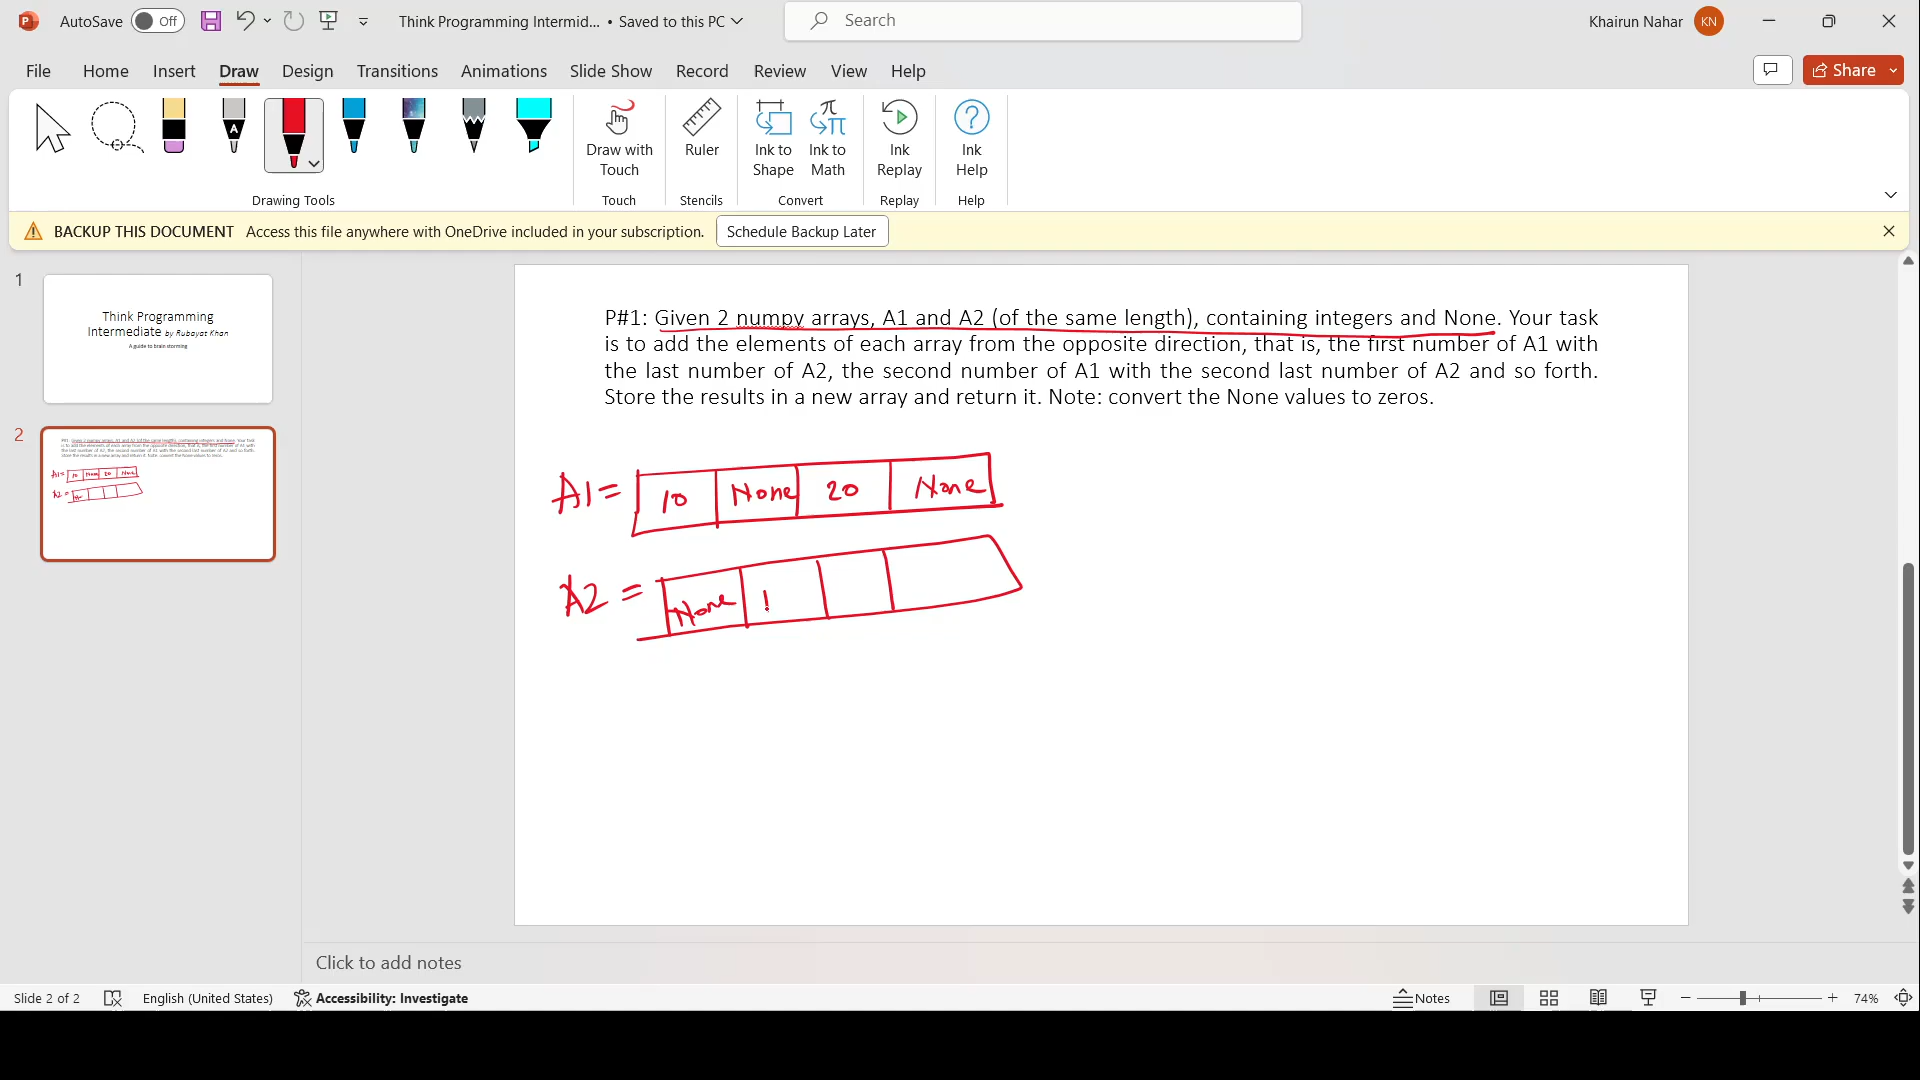 AutoSave Off Think Programming Intermid... • Saved to this PC Search Khairun Nahar KN
File Home Insert Draw Design Transitions Animations Slide Show Record Review View Help Share
A
Draw with Touch
Ruler
Ink to Shape
Ink to Math
Ink Replay
Ink Help
Drawing Tools Touch Stencils Convert Replay Help
BACKUP THIS DOCUMENT Access this file anywhere with OneDrive included in your subscription. Schedule Backup Later
1
Think Programming
Intermediate by Rubayat Khan
A guide to brain storming
2
P#1: Given 2 numpy arrays, A1 and A2 (of the same length), containing integers and None. Your task
is to add the elements of each array from the opposite direction, that is, the first number of A1 with
the last number of A2, the second number of A1 with the second last number of A2 and so forth.
Store the results in a new array and return it. Note: convert the None values to zeros.
A1 = 10 None 20 None
A2 = None
Click to add notes
Slide 2 of 2 English (United States) Accessibility: Investigate Notes 74%